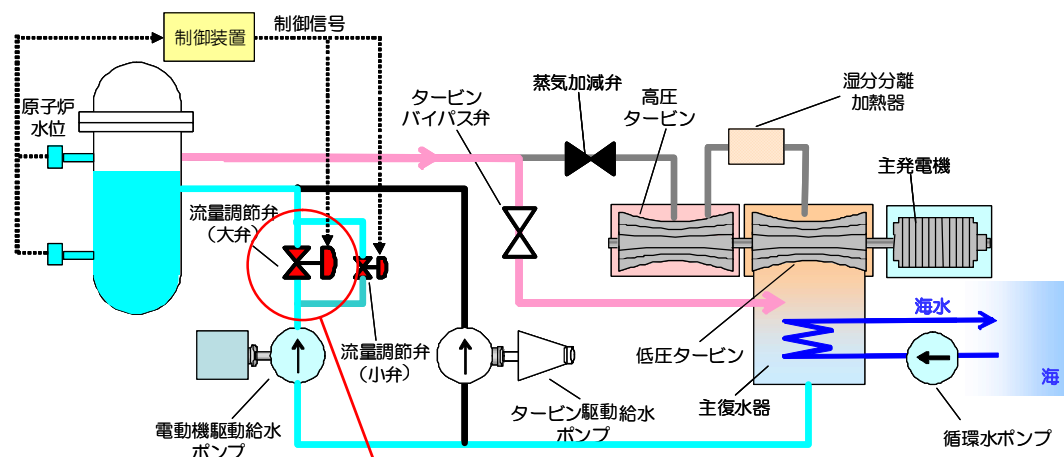 制御装置
制御信号
原子炉
水位
流量調節弁
（大弁）
流量調節弁
（小弁）
電動機駆動給水
ポンプ
タービン駆動給水
ポンプ
タービン
バイパス弁
蒸気加減弁
高圧
タービン
湿分分離
加熱器
主発電機
低圧タービン
主復水器
海水
海
循環水ポンプ